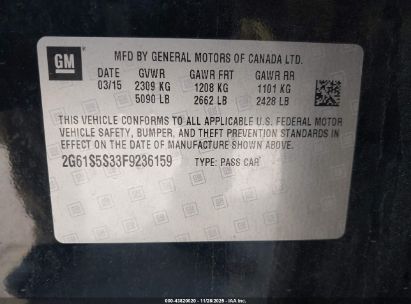 GM
MFD BY GENERAL MOTORS OF CANADA LTD.
03/15 GVWR GAWR FRT GAWR RR
2309 KG 1208 KG 1101 KG
5090 LB 2662 LB 2428 LB
THIS VEHICLE CONFORMS TO ALL APPLICABLE U.S. FEDERAL MOTOR
VEHICLE SAFETY, BUMPER, AND THEFT PREVENTION STANDARDS IN
EFFECT ON THE DATE OF MANUFACTURE SHOWN ABOVE.
2G61S5S33F9236159 TYPE: PASS CAR